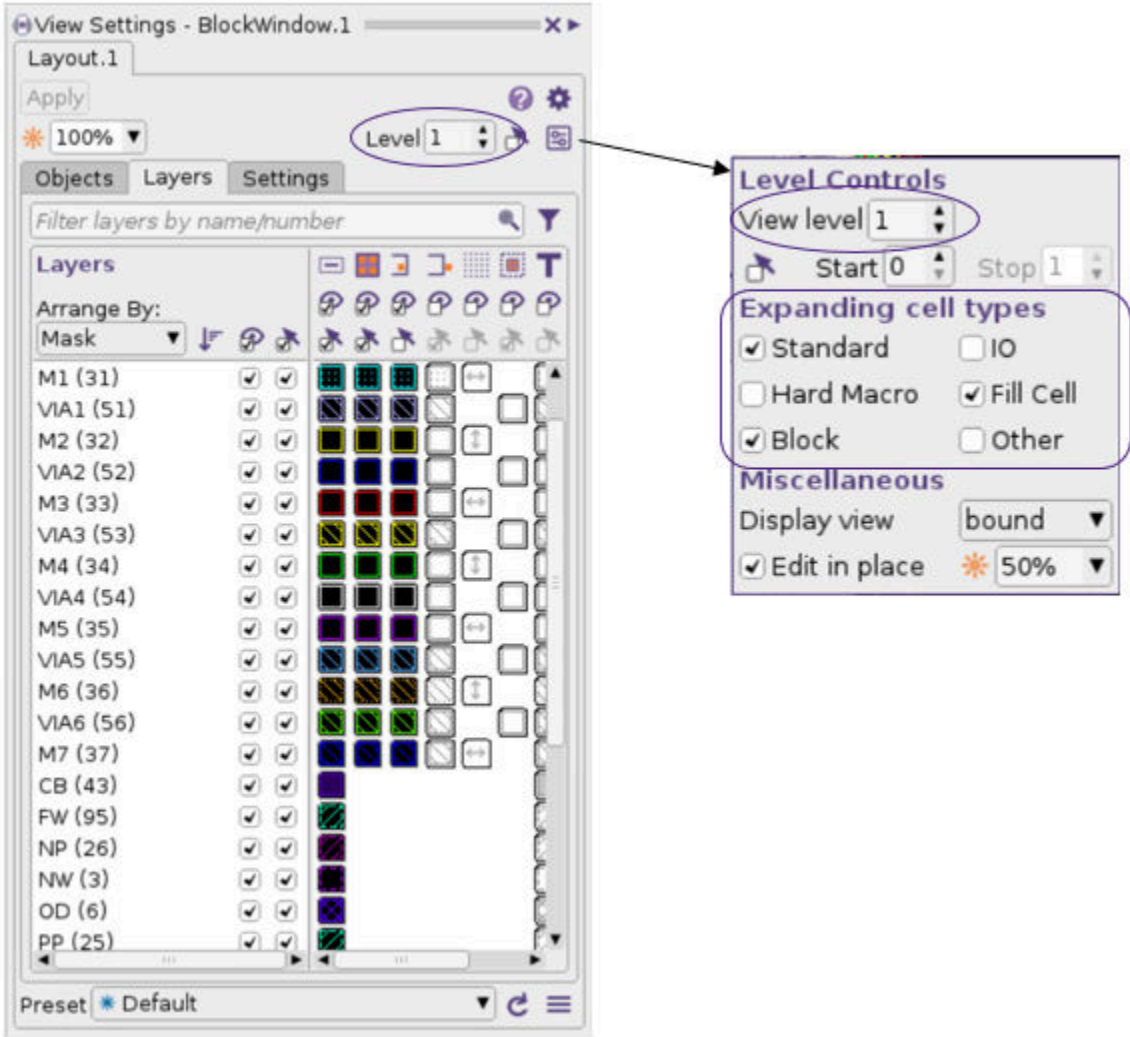 View Settings - BlockWindow.1
Layout.1
Apply
100%
Level 1
Objects Layers Settings
Filter layers by name/number
Layers
Arrange By:
Mask
M1 (31)
VIA1 (51)
M2 (32)
VIA2 (52)
M3 (33)
VIA3 (53)
M4 (34)
VIA4 (54)
M5 (35)
VIA5 (55)
M6 (36)
VIA6 (56)
M7 (37)
CB (43)
FW (95)
NP (26)
NW (3)
OD (6)
PP (25)
Preset Default
Level Controls
View level 1
Start 0 Stop 1
Expanding cell types
Standard IO
Hard Macro Fill Cell
Block Other
Miscellaneous
Display view bound
Edit in place 50%